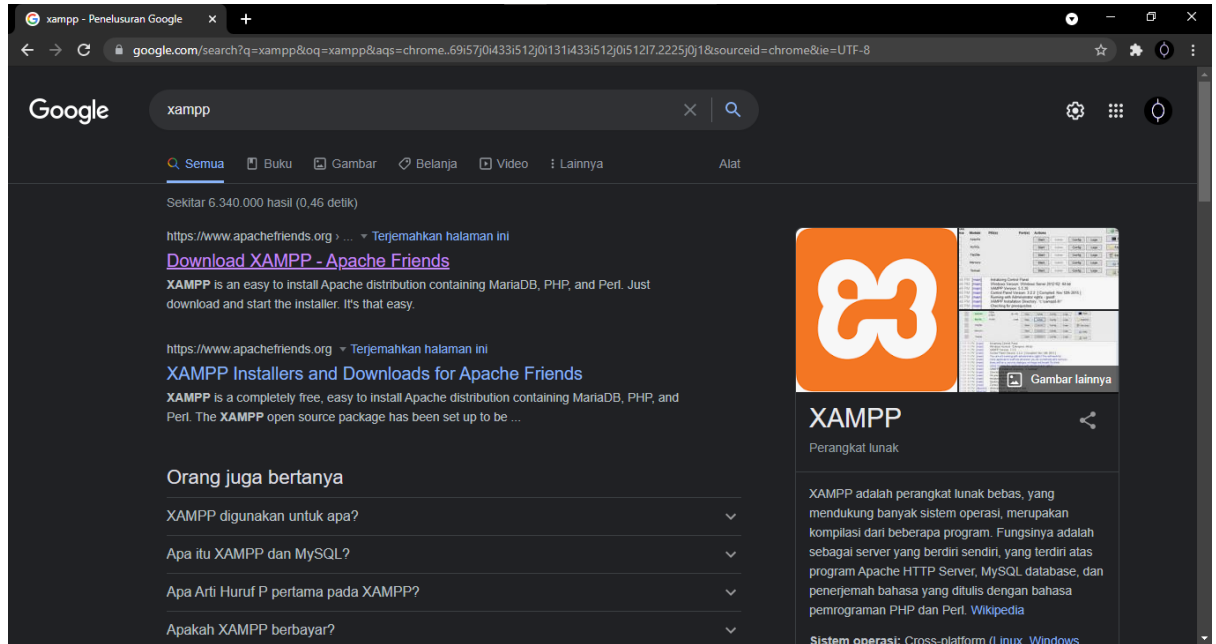 xampp - Penelusuran Google
google.com/search?q=xampp&oq=xampp&aqs=chrome..69i57j0i433i512j0i131i433i512j0i512l7.2225j0j1&sourceid=chrome&ie=UTF-8
Google
xampp
Semua Buku Gambar Belanja Video Lainnya Alat
Sekitar 6.340.000 hasil (0,46 detik)
https://www.apachefriends.org › ... Terjemahkan halaman ini
Download XAMPP - Apache Friends
XAMPP is an easy to install Apache distribution containing MariaDB, PHP, and Perl. Just
download and start the installer. It's that easy.
https://www.apachefriends.org Terjemahkan halaman ini
XAMPP Installers and Downloads for Apache Friends
XAMPP is a completely free, easy to install Apache distribution containing MariaDB, PHP, and
Perl. The XAMPP open source package has been set up to be ...
Orang juga bertanya
XAMPP digunakan untuk apa?
Apa itu XAMPP dan MySQL?
Apa Arti Huruf P pertama pada XAMPP?
Apakah XAMPP berbayar?
Gambar lainnya
XAMPP
Perangkat lunak
XAMPP adalah perangkat lunak bebas, yang
mendukung banyak sistem operasi, merupakan
kompilasi dari beberapa program. Fungsinya adalah
sebagai server yang berdiri sendiri, yang terdiri atas
program Apache HTTP Server, MySQL database, dan
penerjemah bahasa yang ditulis dengan bahasa
pemrograman PHP dan Perl. Wikipedia
Sistem operasi: Cross-platform (Linux, Windows